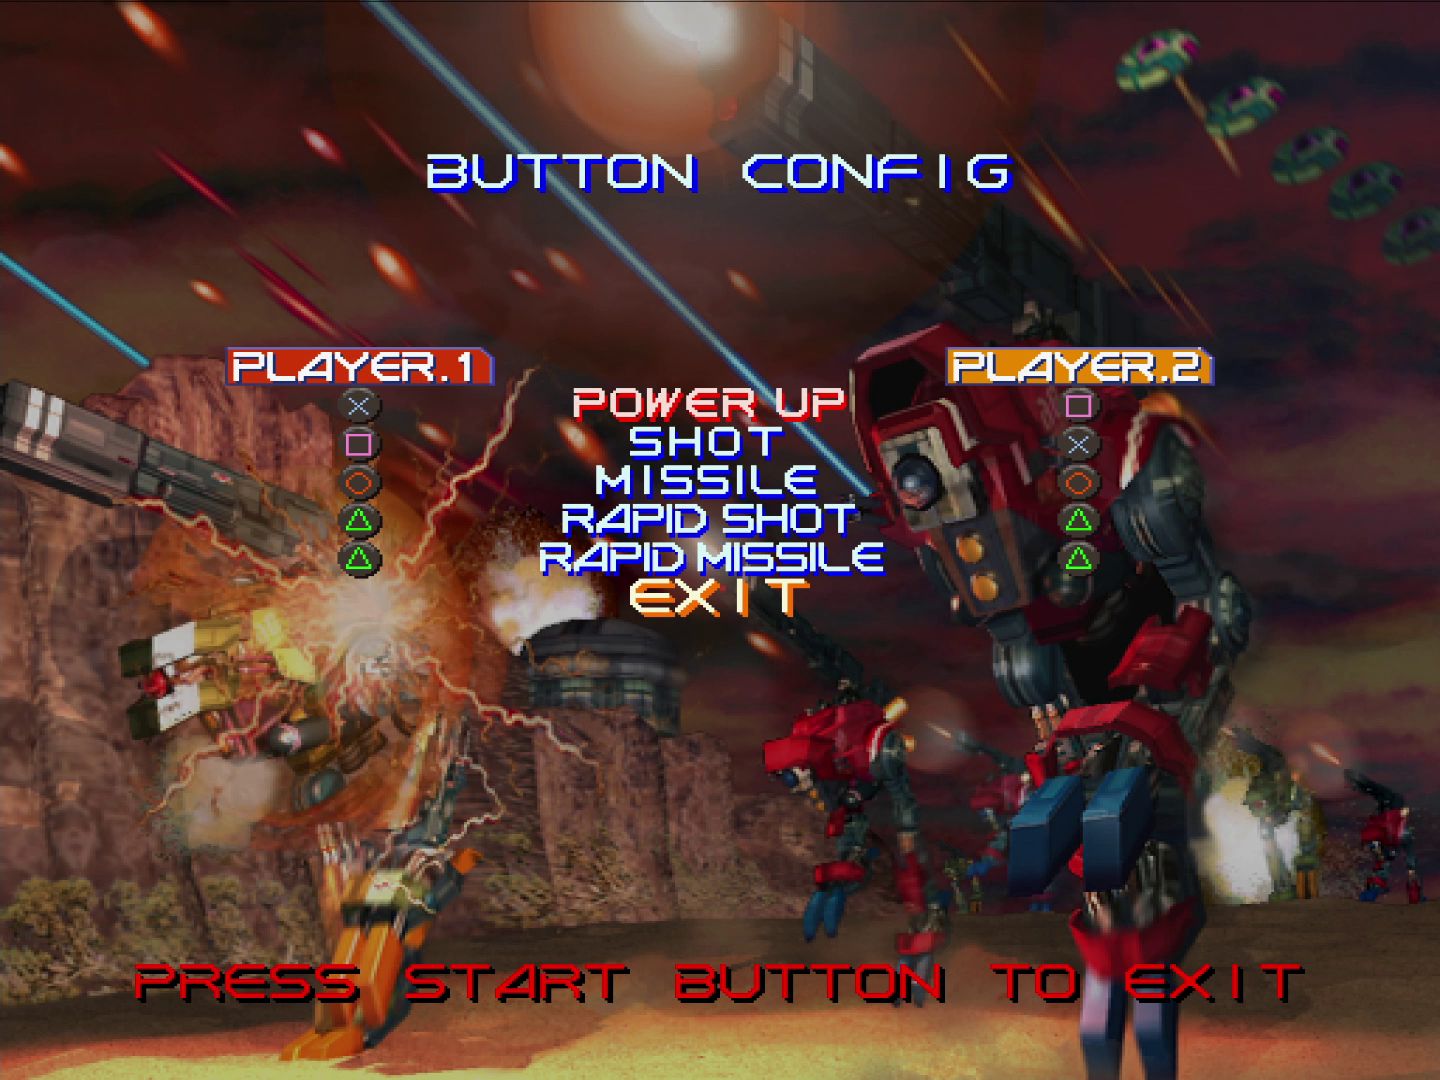 BUTTON CONFIG
PLAYER.1 PLAYER.2
POWER UP
SHOT
MISSILE
RAPID SHOT
RAPID MISSILE
EXIT
PRESS START BUTTON TO EXIT